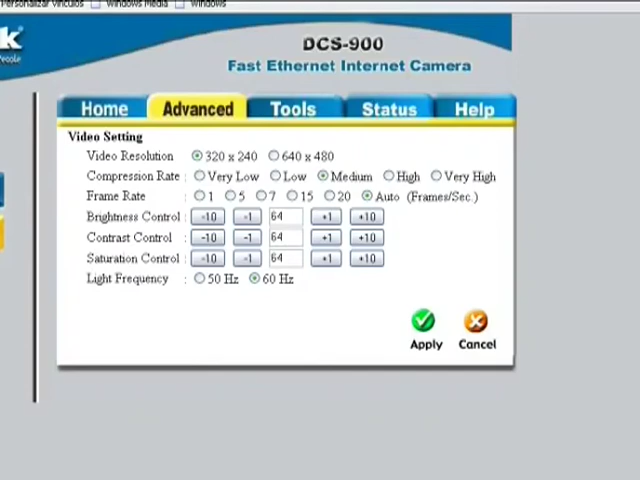 Personalizar vínculos Windows Media Windows
k
People
DCS-900
Fast Ethernet Internet Camera
Home Advanced Tools Status Help
Video Setting
Video Resolution 320 x 240 640 x 480
Compression Rate : Very Low Low Medium High Very High
Frame Rate : 1 5 7 15 20 Auto (Frames/Sec.)
Brightness Control : -10 -1 64 +1 +10
Contrast Control : -10 -1 64 +1 +10
Saturation Control : -10 -1 64 +1 +10
Light Frequency : 50 Hz 60 Hz
Apply Cancel